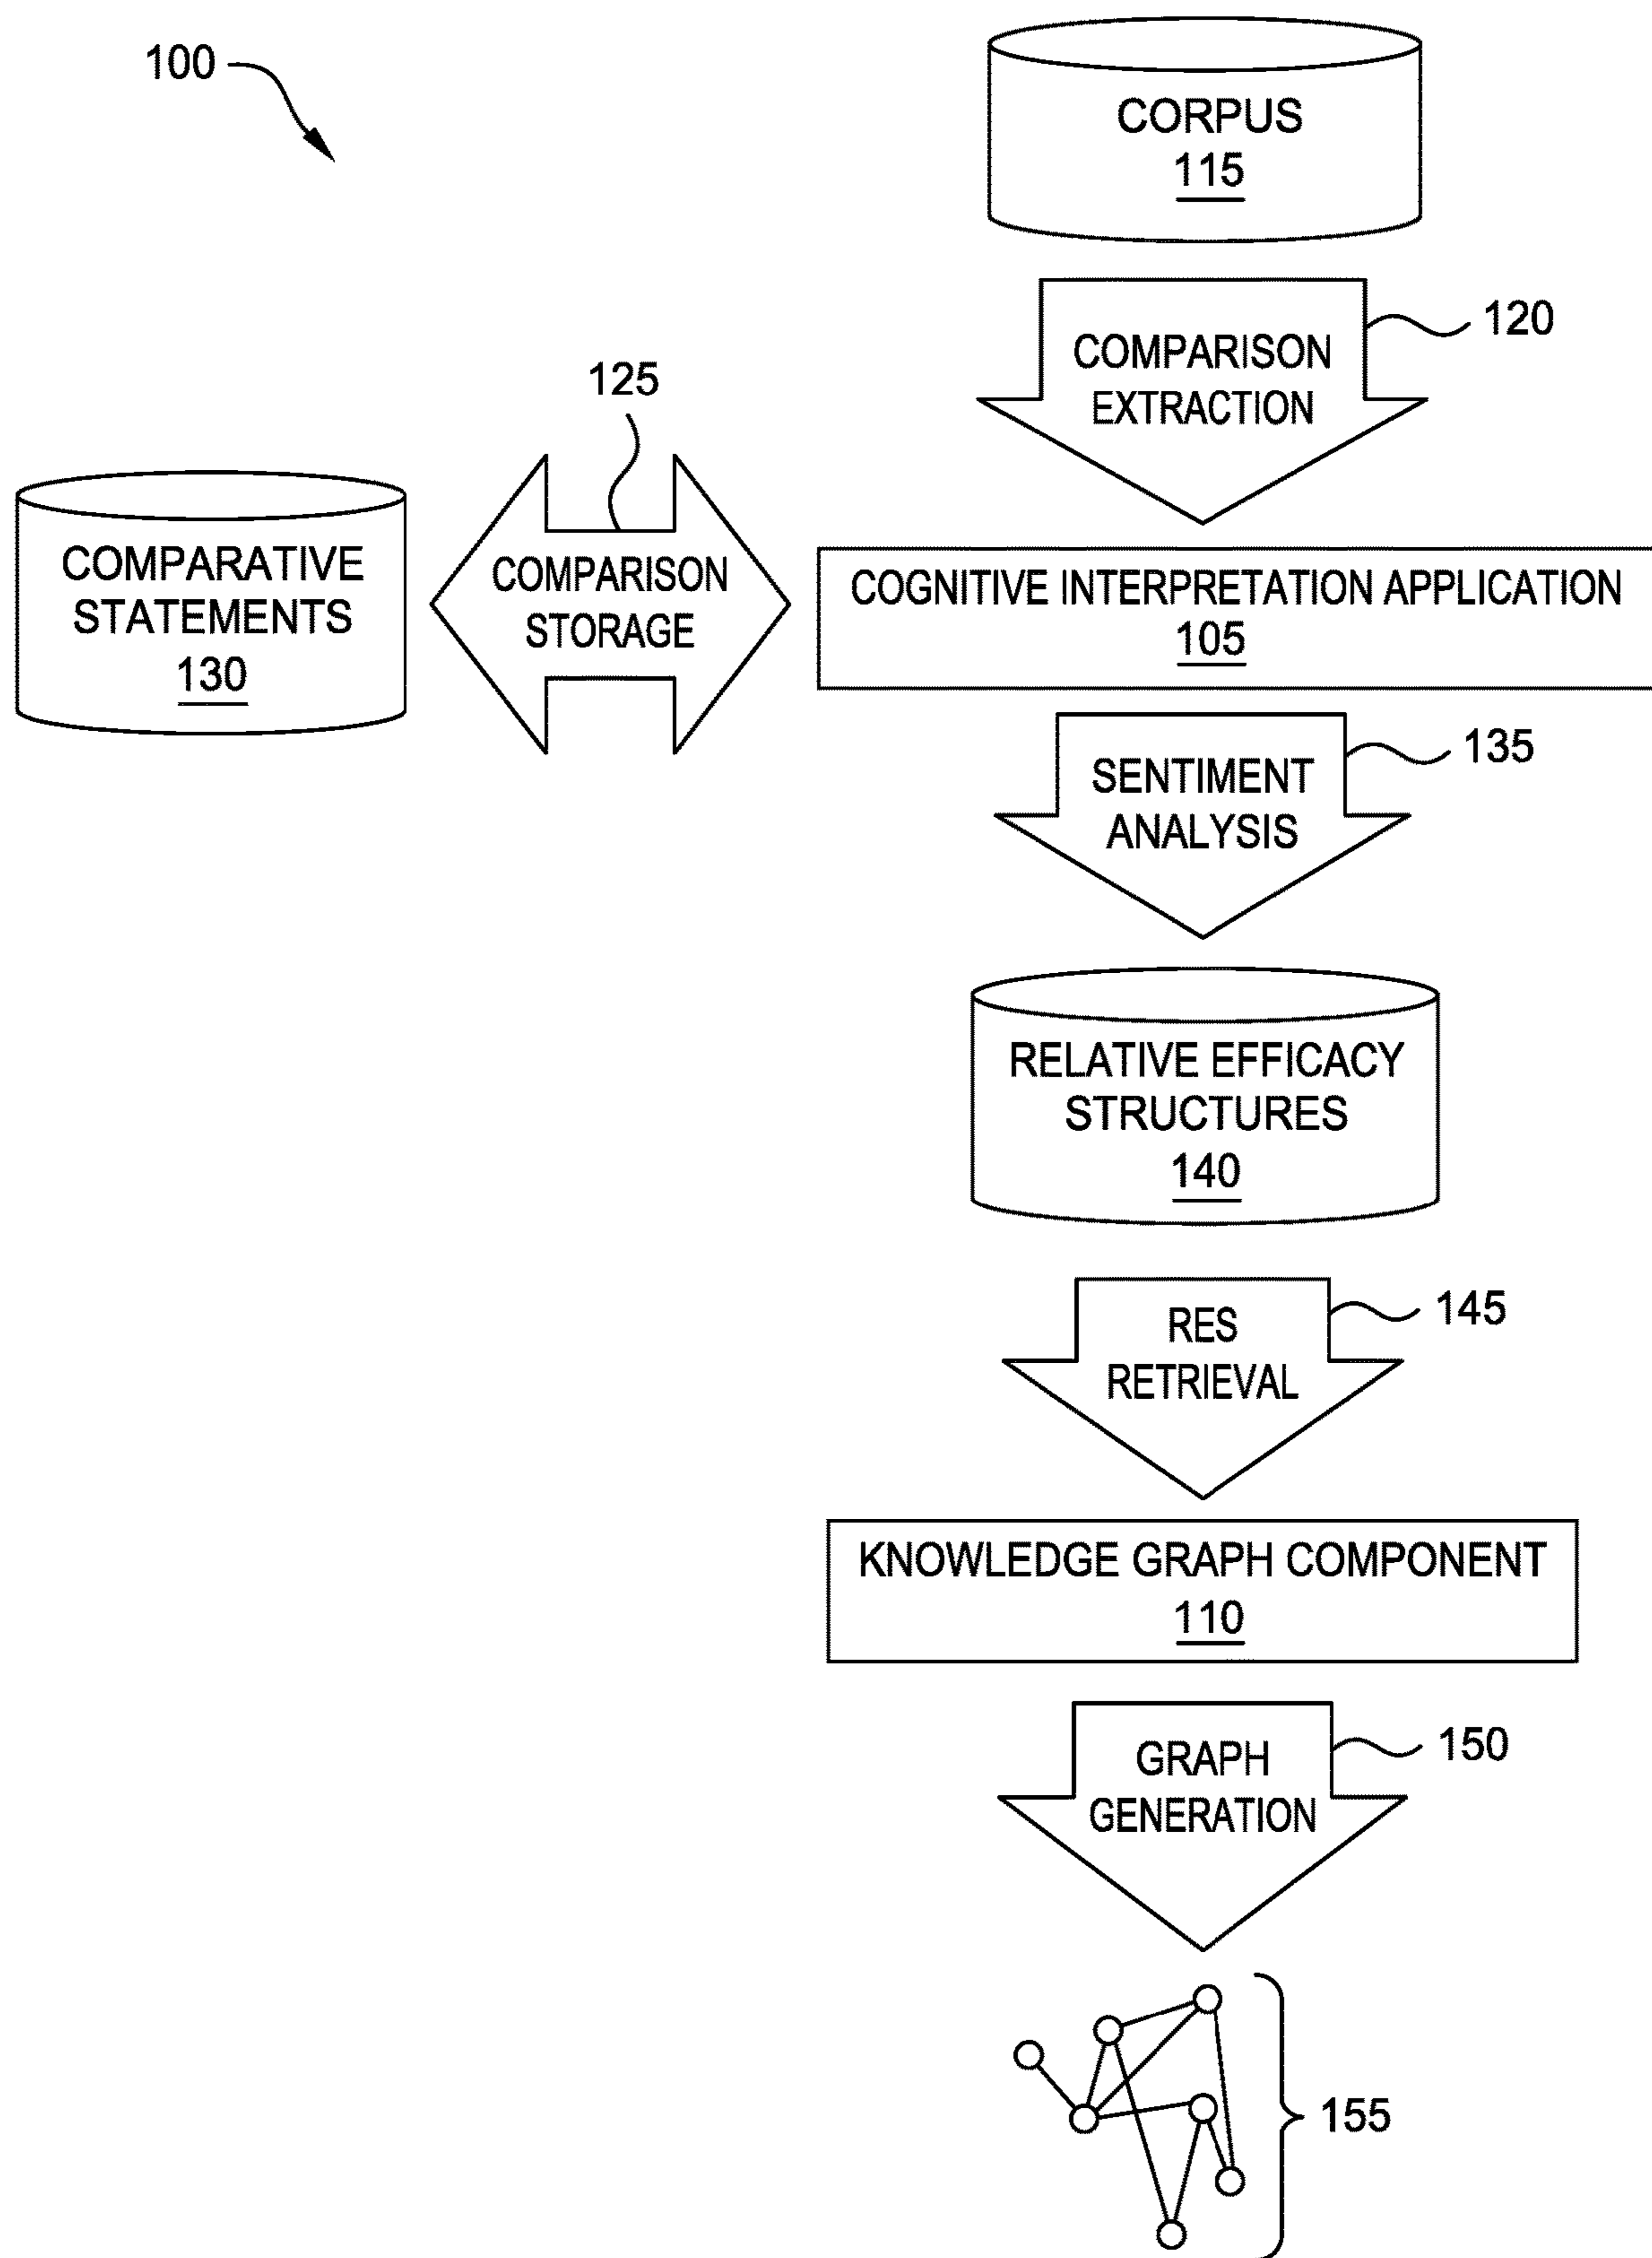 100
CORPUS
115
COMPARISON
EXTRACTION
120
125
COMPARATIVE
STATEMENTS
130
COMPARISON
STORAGE
COGNITIVE INTERPRETATION APPLICATION
105
SENTIMENT
ANALYSIS
135
RELATIVE EFFICACY
STRUCTURES
140
RES
RETRIEVAL
145
KNOWLEDGE GRAPH COMPONENT
110
GRAPH
GENERATION
150
155